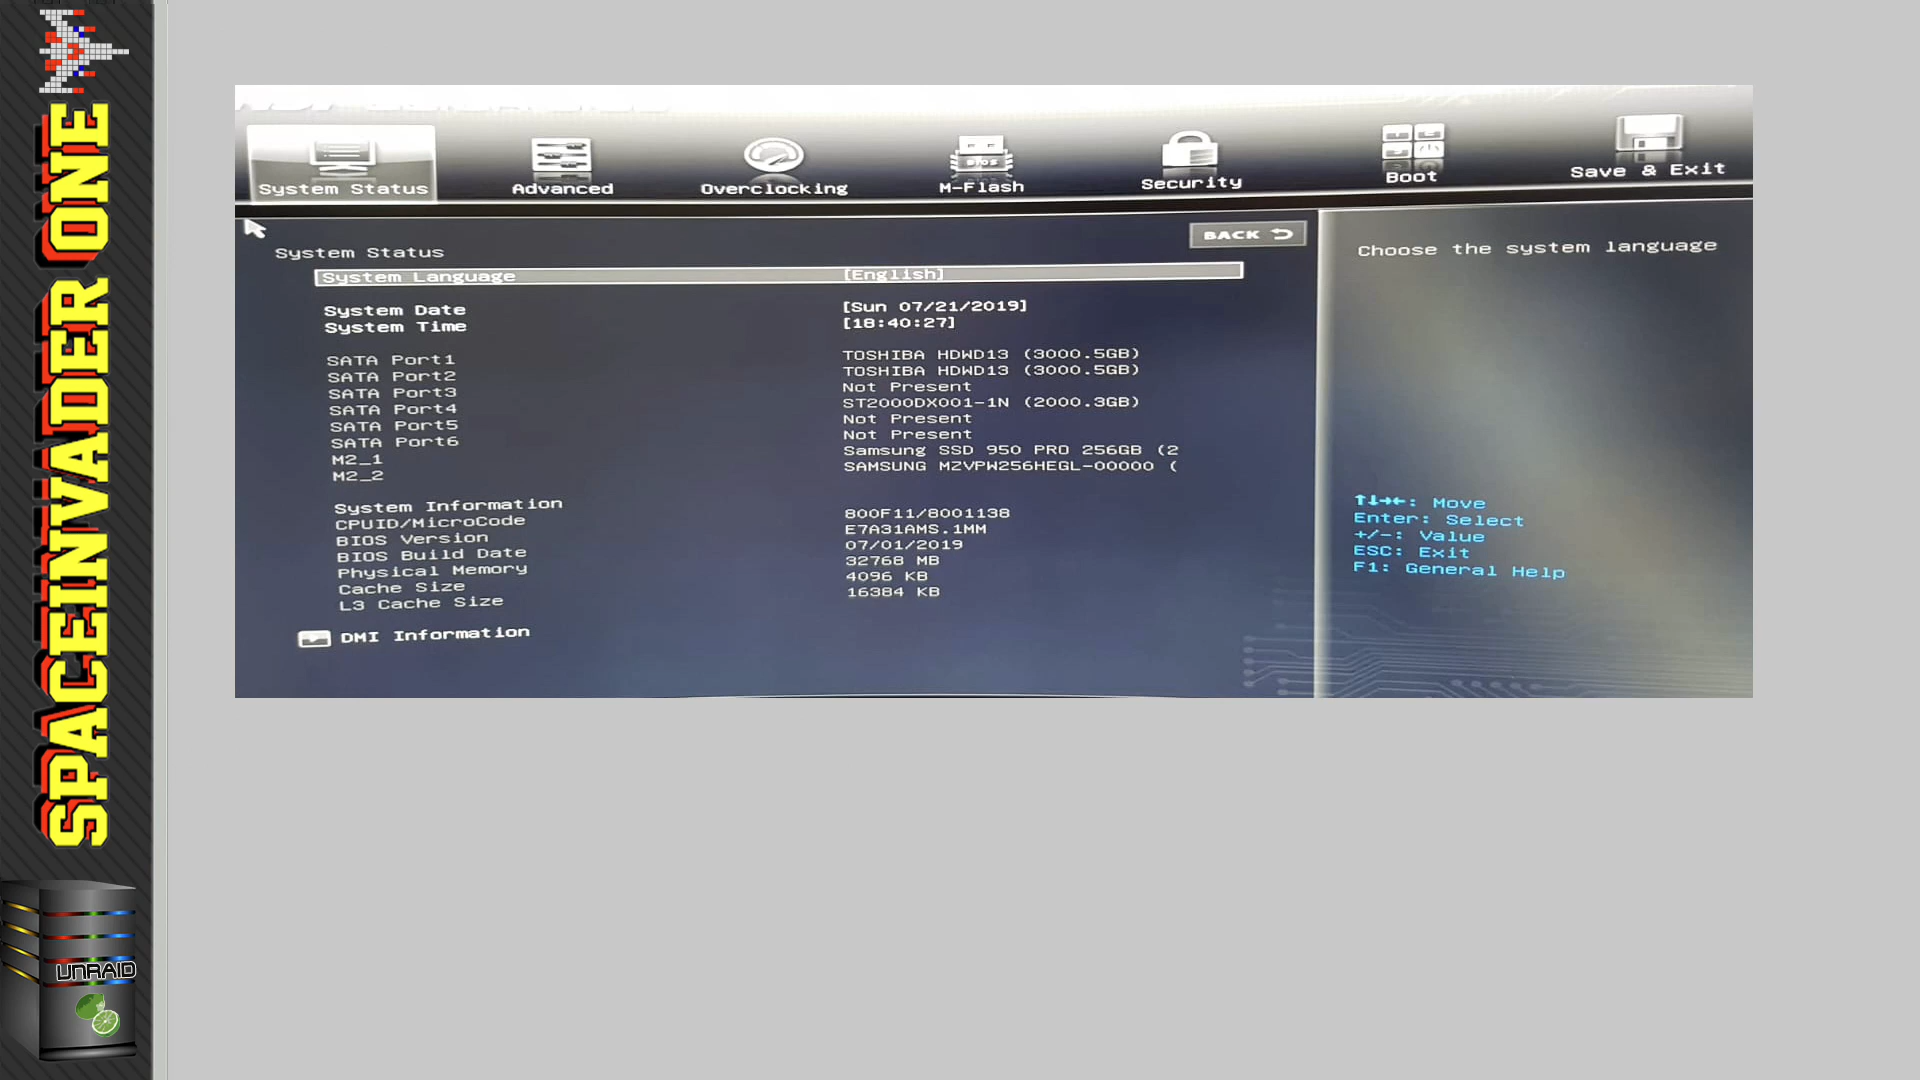 SPACEINVADER ONE
UNRAID
System Status
Advanced
Overclocking
BIOS
M-Flash
Security
Boot
Save & Exit
System Status
BACK
System Language [English]
System Date [Sun 07/21/2019]
System Time [18:40:27]
SATA Port1 TOSHIBA HDWD13 (3000.5GB)
SATA Port2 TOSHIBA HDWD13 (3000.5GB)
SATA Port3 Not Present
SATA Port4 ST2000DX001-1N (2000.3GB)
SATA Port5 Not Present
SATA Port6 Not Present
M2_1 Samsung SSD 950 PRO 256GB (2
M2_2 SAMSUNG MZVPW256HEGL-00000 (
System Information
CPUID/MicroCode 800F11/8001138
BIOS Version E7A31AMS.1MM
BIOS Build Date 07/01/2019
Physical Memory 32768 MB
Cache Size 4096 KB
L3 Cache Size 16384 KB
DMI Information
Choose the system language
↑↓→←: Move
Enter: Select
+/-: Value
ESC: Exit
F1: General Help